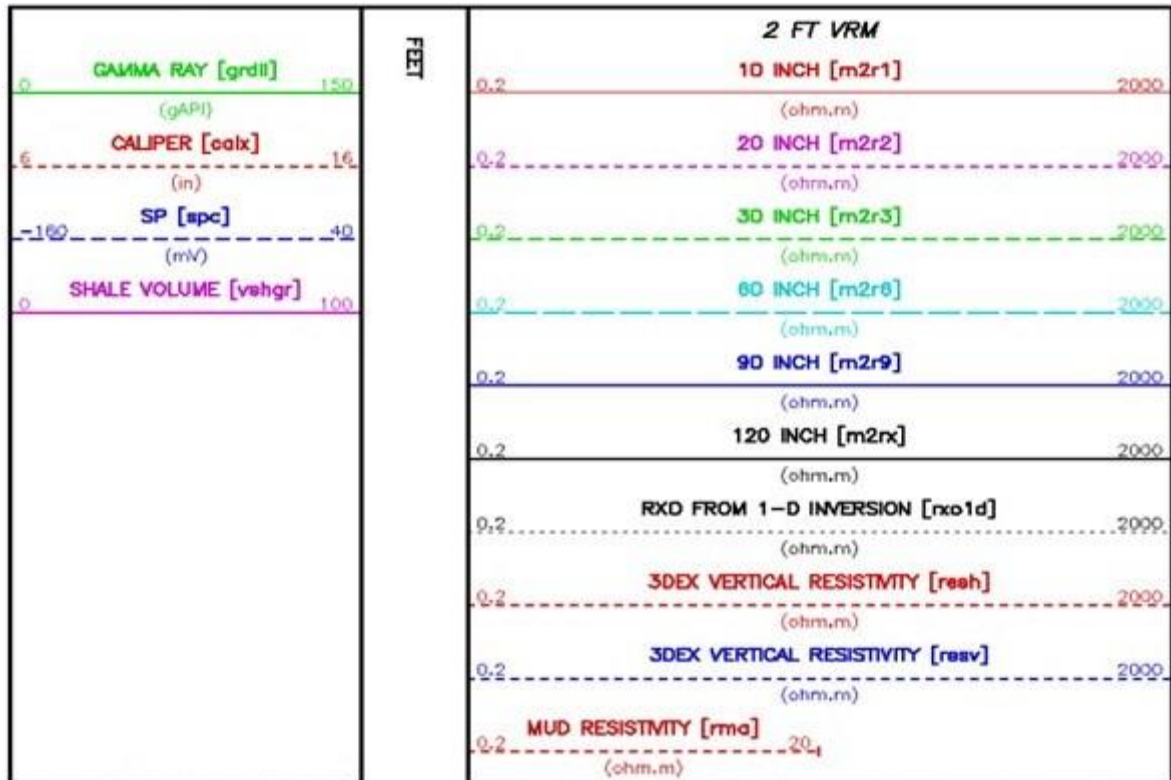 GAMMA RAY [grdll]
0 150
(gAPI)
CALIPER [calx]
6 16
(in)
SP [spc]
-160 40
(mV)
SHALE VOLUME [vshgr]
0 100
FEET
2 FT VRM
10 INCH [m2r1]
0.2 2000
(ohm.m)
20 INCH [m2r2]
0.2 2000
(ohm.m)
30 INCH [m2r3]
0.2 2000
(ohm.m)
60 INCH [m2r6]
0.2 2000
(ohm.m)
90 INCH [m2r9]
0.2 2000
(ohm.m)
120 INCH [m2rx]
0.2 2000
(ohm.m)
RXO FROM 1-D INVERSION [rxo1d]
0.2 2000
(ohm.m)
3DEX VERTICAL RESISTIVITY [resh]
0.2 2000
(ohm.m)
3DEX VERTICAL RESISTIVITY [resv]
0.2 2000
(ohm.m)
MUD RESISTIVITY [rma]
0.2 20
(ohm.m)